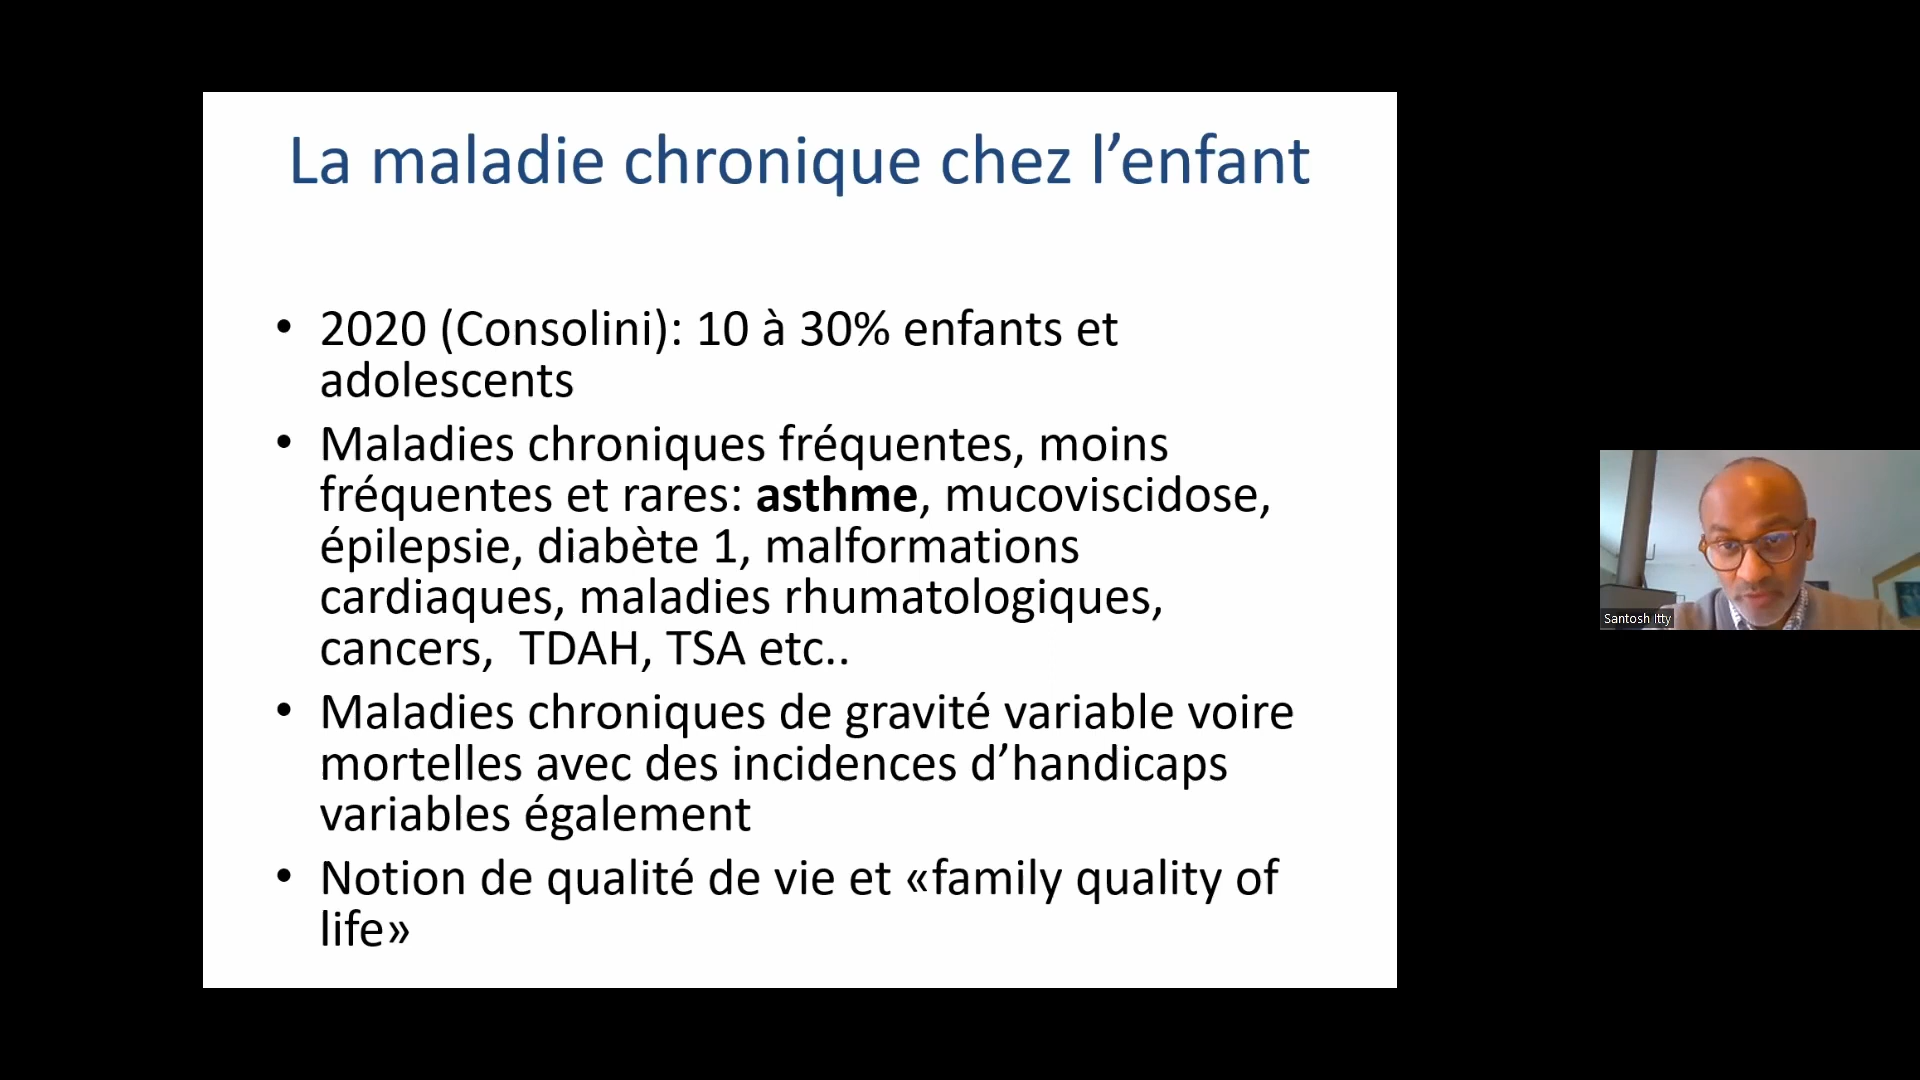 La maladie chronique chez l’enfant
• 2020 (Consolini): 10 à 30% enfants et
adolescents
• Maladies chroniques fréquentes, moins
fréquentes et rares: asthme, mucoviscidose,
épilepsie, diabète 1, malformations
cardiaques, maladies rhumatologiques,
cancers,  TDAH, TSA etc..
• Maladies chroniques de gravité variable voire
mortelles avec des incidences d’handicaps
variables également
• Notion de qualité de vie et «family quality of
life»
Santosh Itty